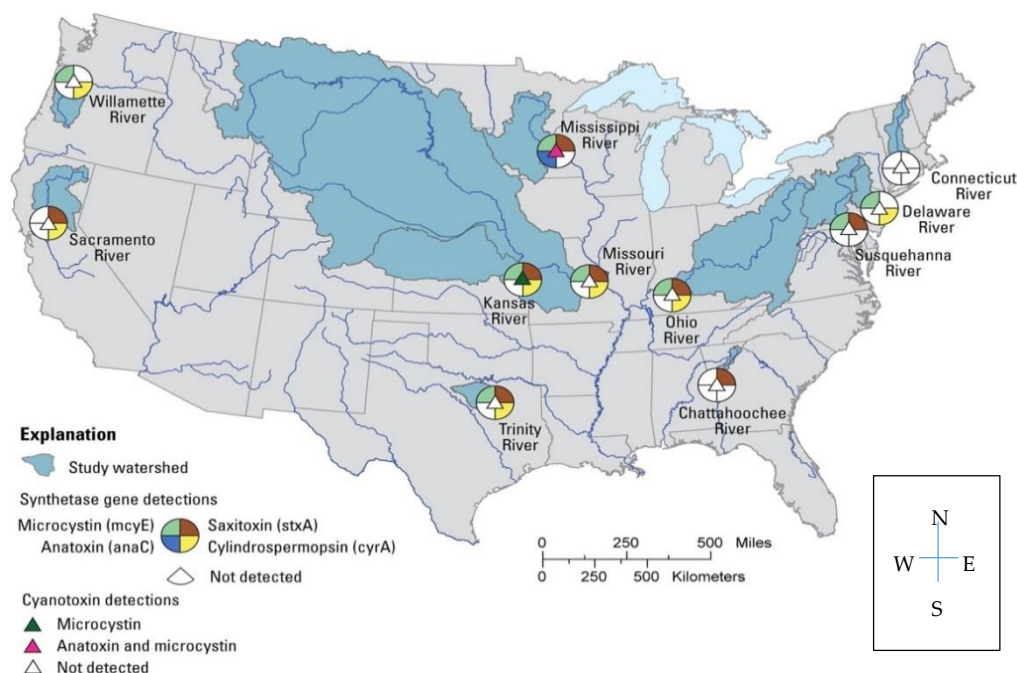 Willamette
River
Mississippi
River
Connecticut
River
Delaware
River
Susquehanna
River
Sacramento
River
Missouri
River
Kansas
River
Ohio
River
Chattahoochee
River
Trinity
River
Explanation
Study watershed
Synthetase gene detections
Microcystin (mcyE) Saxitoxin (stxA)
Anatoxin (anaC) Cylindrospermopsin (cyrA)
Not detected
Cyanotoxin detections
Microcystin
Anatoxin and microcystin
Not detected
0 250 500 Miles
0 250 500 Kilometers
N
W E
S